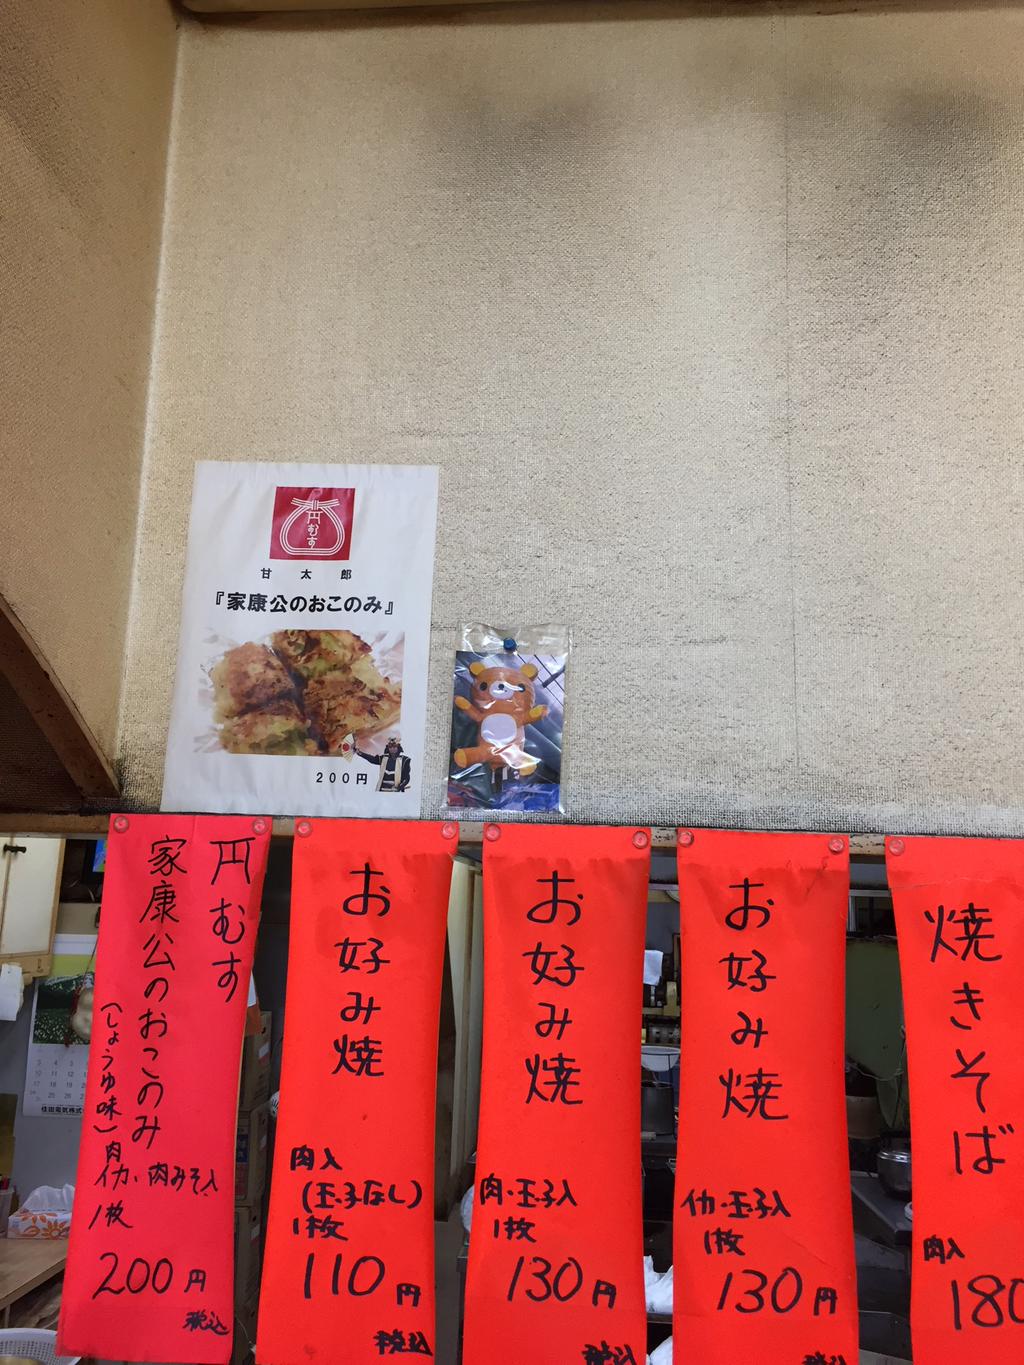 円むす
甘太郎
『家康公のおこのみ』
200円
円むす
家康公のおこのみ
(しょうゆ味)
肉
イカ・肉みそ入
1枚
200円
税込
お好み焼
肉入
(玉子なし)
1枚
110円
税込
お好み焼
肉・玉子入
1枚
130円
税込
お好み焼
イカ・玉子入
1枚
130円
税込
焼きそば
肉入
180